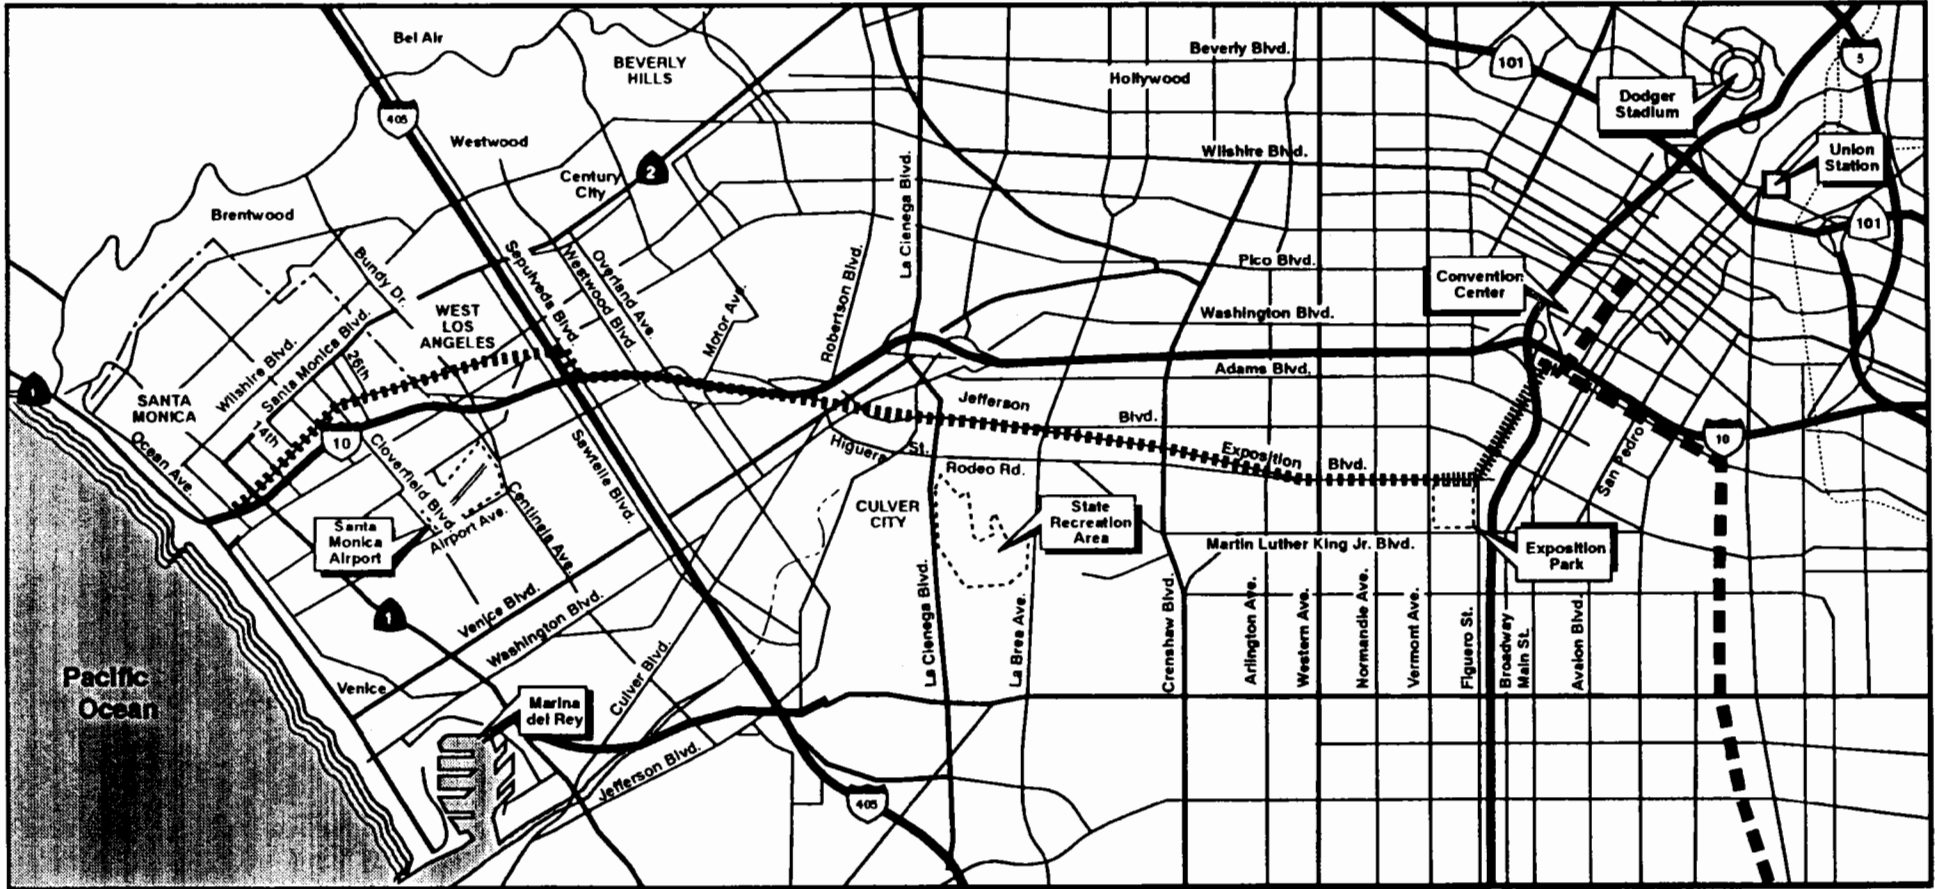 Bel Air
BEVERLY
HILLS
Beverly Blvd.
Hollywood
101
5
Dodger
Stadium
405
Westwood
Century
City
2
Wilshire Blvd.
Union
Station
Brentwood
La Cienega Blvd.
101
Bundy Dr.
Sepulveda Blvd.
Westwood Blvd.
Overland Ave.
Motor Ave.
Robertson Blvd.
Pico Blvd.
Convention
Center
WEST
LOS
ANGELES
Washington Blvd.
Wilshire Blvd.
Santa Monica Blvd.
26th
Adams Blvd.
1
SANTA
MONICA
14th
10
Ocean Ave.
Cloverfield Blvd.
Sawtelle Blvd.
Higuera St.
Jefferson Blvd.
Exposition Blvd.
10
San Pedro
Rodeo Rd.
Centinela Ave.
Airport Ave.
Santa
Monica
Airport
CULVER
CITY
State
Recreation
Area
Martin Luther King Jr. Blvd.
Exposition
Park
1
Venice Blvd.
Washington Blvd.
Culver Blvd.
La Cienega Blvd.
La Brea Ave.
Crenshaw Blvd.
Arlington Ave.
Western Ave.
Normandie Ave.
Vermont Ave.
Figuero St.
Broadway
Main St.
Avalon Blvd.
Pacific
Ocean
Venice
Marina
del Rey
Jefferson Blvd.
405